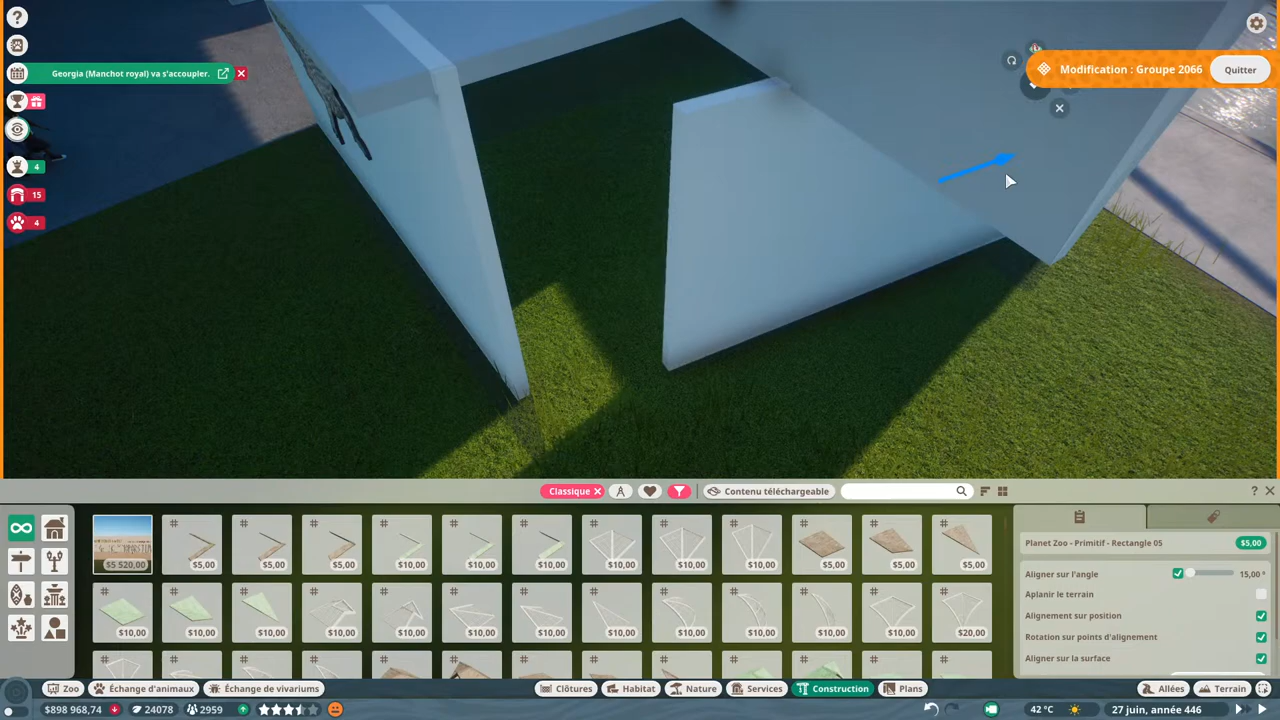 ?
Georgia (Manchot royal) va s'accoupler.
4
15
4
Modification : Groupe 2066
Quitter
Classique
Contenu téléchargeable
?
$5 520,00
$5,00
$5,00
$5,00
$10,00
$10,00
$10,00
$10,00
$10,00
$10,00
$5,00
$5,00
$5,00
$10,00
$10,00
$10,00
$10,00
$10,00
$10,00
$10,00
$10,00
$10,00
$10,00
$10,00
$10,00
$20,00
Planet Zoo - Primitif - Rectangle 05
$5,00
Aligner sur l'angle
15,00 °
Aplanir le terrain
Alignement sur position
Rotation sur points d'alignement
Aligner sur la surface
Zoo
Échange d'animaux
Échange de vivariums
Clôtures
Habitat
Nature
Services
Construction
Plans
Allées
Terrain
$898 968,74
24078
2959
42 °C
27 juin, année 446